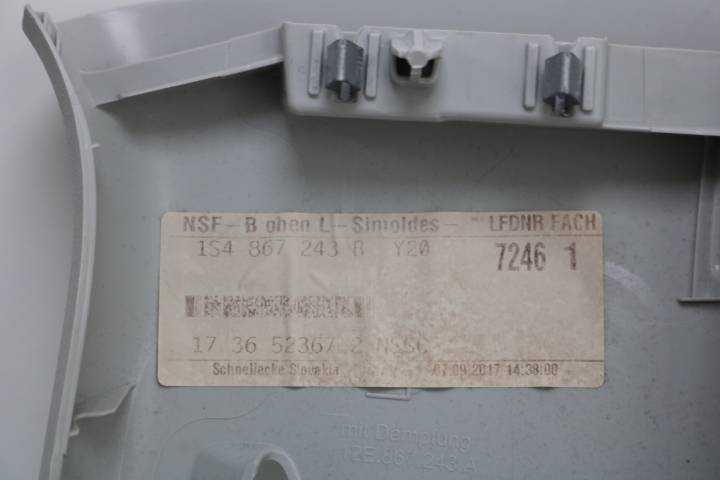 NSF - B oben L - Simoldes - LFDNR FACH
1S4 867 243 B Y20 7246 1
17 36 52367 2 NSSC
Schnellecke Slovakia 07.09.2017 14:38:00
mit Dämpfung
12E.867.243.A